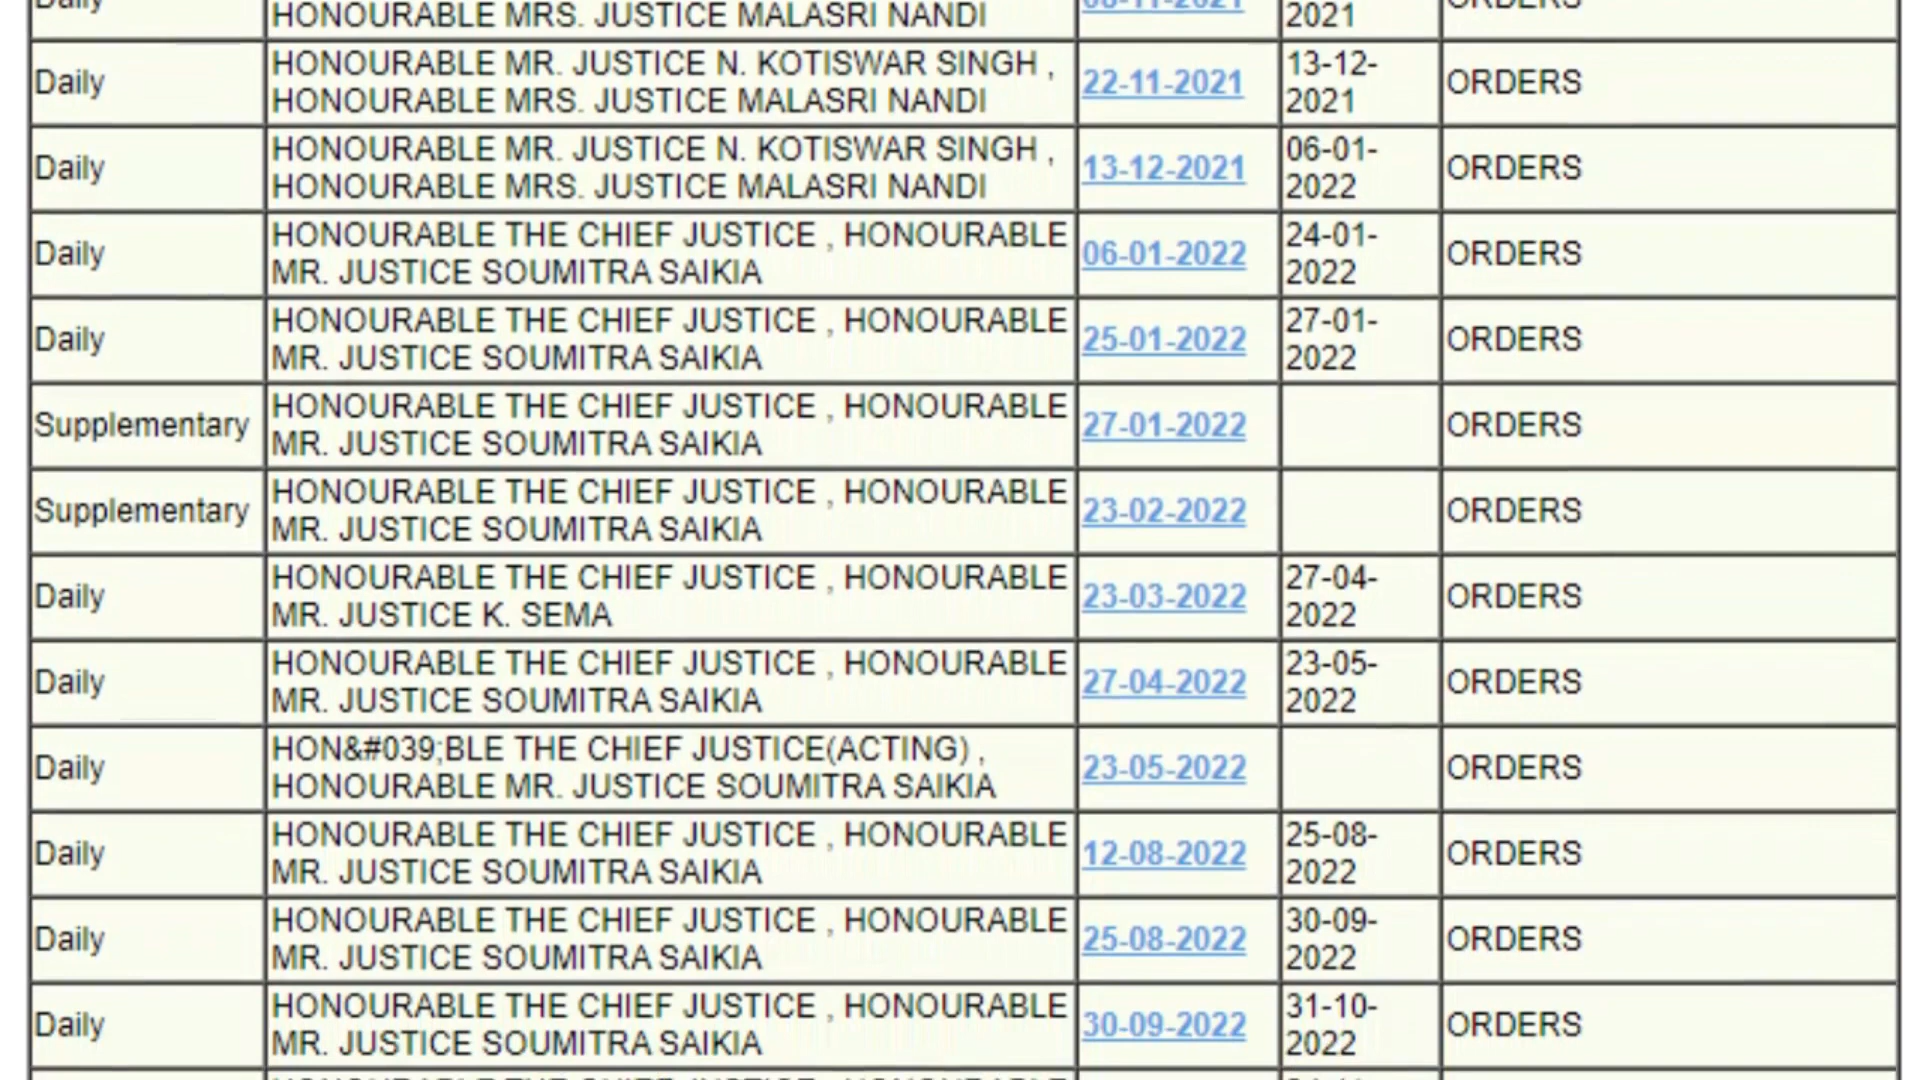 Daily
HONOURABLE MRS. JUSTICE MALASRI NANDI
08-11-2021
2021
ORDERS
Daily
HONOURABLE MR. JUSTICE N. KOTISWAR SINGH ,
HONOURABLE MRS. JUSTICE MALASRI NANDI
22-11-2021
13-12-
2021
ORDERS
Daily
HONOURABLE MR. JUSTICE N. KOTISWAR SINGH ,
HONOURABLE MRS. JUSTICE MALASRI NANDI
13-12-2021
06-01-
2022
ORDERS
Daily
HONOURABLE THE CHIEF JUSTICE , HONOURABLE
MR. JUSTICE SOUMITRA SAIKIA
06-01-2022
24-01-
2022
ORDERS
Daily
HONOURABLE THE CHIEF JUSTICE , HONOURABLE
MR. JUSTICE SOUMITRA SAIKIA
25-01-2022
27-01-
2022
ORDERS
Supplementary
HONOURABLE THE CHIEF JUSTICE , HONOURABLE
MR. JUSTICE SOUMITRA SAIKIA
27-01-2022
ORDERS
Supplementary
HONOURABLE THE CHIEF JUSTICE , HONOURABLE
MR. JUSTICE SOUMITRA SAIKIA
23-02-2022
ORDERS
Daily
HONOURABLE THE CHIEF JUSTICE , HONOURABLE
MR. JUSTICE K. SEMA
23-03-2022
27-04-
2022
ORDERS
Daily
HONOURABLE THE CHIEF JUSTICE , HONOURABLE
MR. JUSTICE SOUMITRA SAIKIA
27-04-2022
23-05-
2022
ORDERS
Daily
HON&#039;BLE THE CHIEF JUSTICE(ACTING) ,
HONOURABLE MR. JUSTICE SOUMITRA SAIKIA
23-05-2022
ORDERS
Daily
HONOURABLE THE CHIEF JUSTICE , HONOURABLE
MR. JUSTICE SOUMITRA SAIKIA
12-08-2022
25-08-
2022
ORDERS
Daily
HONOURABLE THE CHIEF JUSTICE , HONOURABLE
MR. JUSTICE SOUMITRA SAIKIA
25-08-2022
30-09-
2022
ORDERS
Daily
HONOURABLE THE CHIEF JUSTICE , HONOURABLE
MR. JUSTICE SOUMITRA SAIKIA
30-09-2022
31-10-
2022
ORDERS